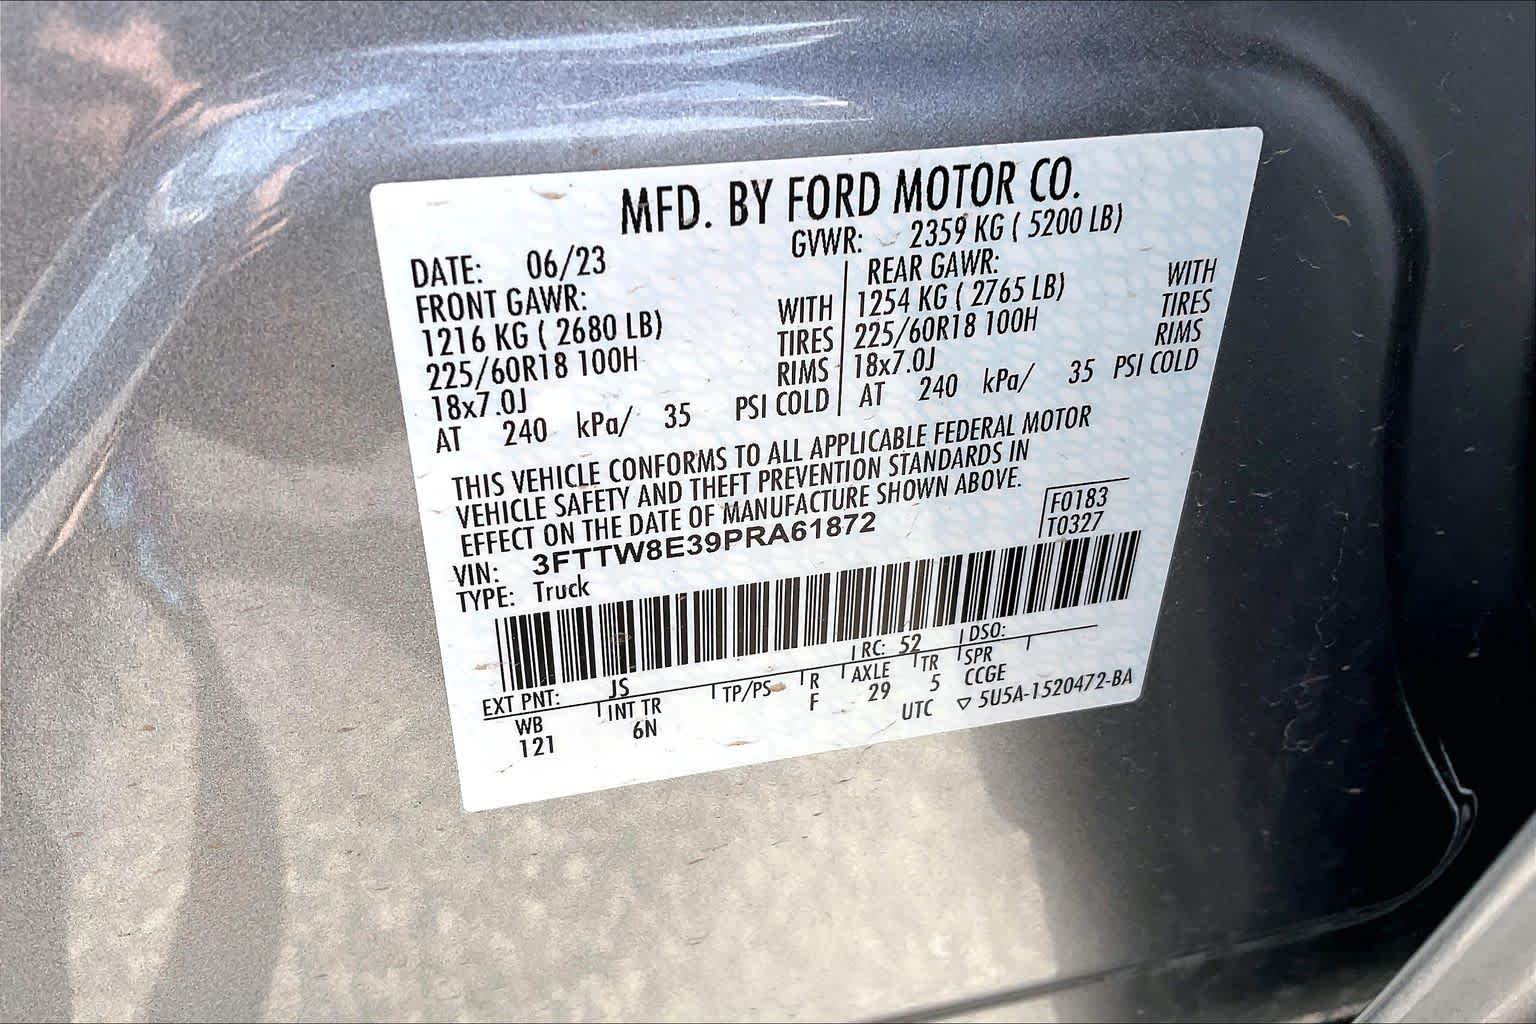 MFD. BY FORD MOTOR CO.
DATE: 06/23 GVWR: 2359 KG ( 5200 LB)
FRONT GAWR: WITH
1216 KG ( 2680 LB) TIRES
225/60R18 100H RIMS
18x7.0J
AT 240 kPa/ 35 PSI COLD
REAR GAWR: WITH
1254 KG ( 2765 LB) TIRES
225/60R18 100H RIMS
18x7.0J
AT 240 kPa/ 35 PSI COLD
THIS VEHICLE CONFORMS TO ALL APPLICABLE FEDERAL MOTOR
VEHICLE SAFETY AND THEFT PREVENTION STANDARDS IN
EFFECT ON THE DATE OF MANUFACTURE SHOWN ABOVE.
VIN: 3FTTW8E39PRA61872
TYPE: Truck
F0183
T0327
EXT PNT: JS RC: 52 DSO:
WB INT TR TP/PS R AXLE TR SPR
121 6N F 29 5 CCGE
UTC ▽ 5U5A-1520472-BA